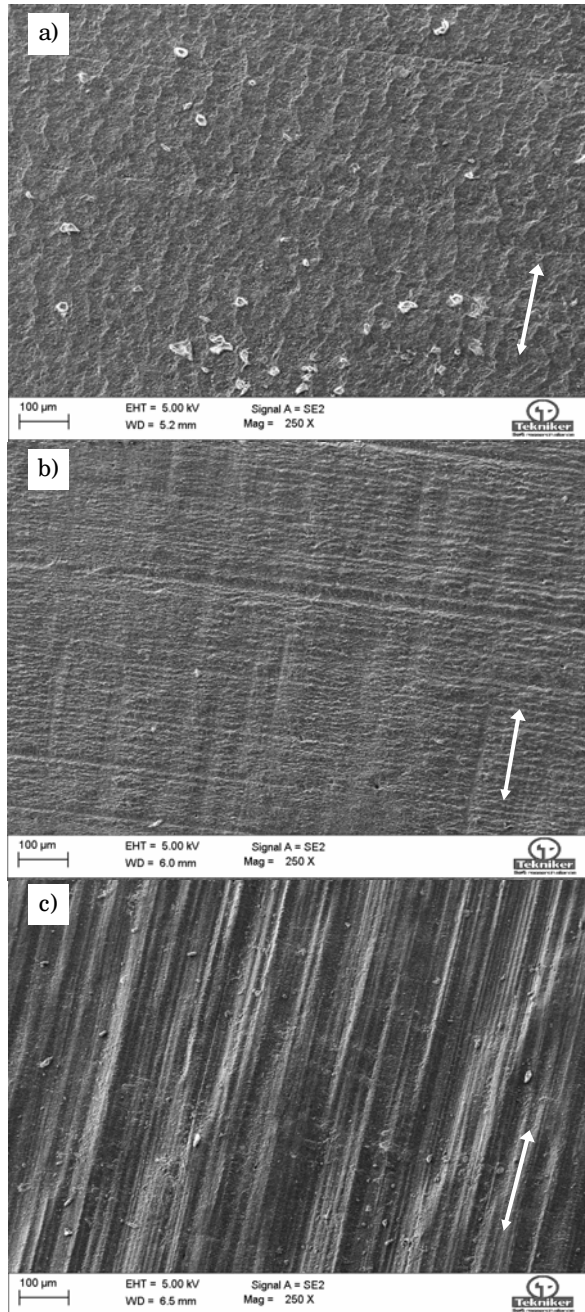 a)
100 µm EHT = 5.00 kV Signal A = SE2
WD = 5.2 mm Mag = 250 X
Tekniker
b)
100 µm EHT = 5.00 kV Signal A = SE2
WD = 6.0 mm Mag = 250 X
Tekniker
c)
100 µm EHT = 5.00 kV Signal A = SE2
WD = 6.5 mm Mag = 250 X
Tekniker